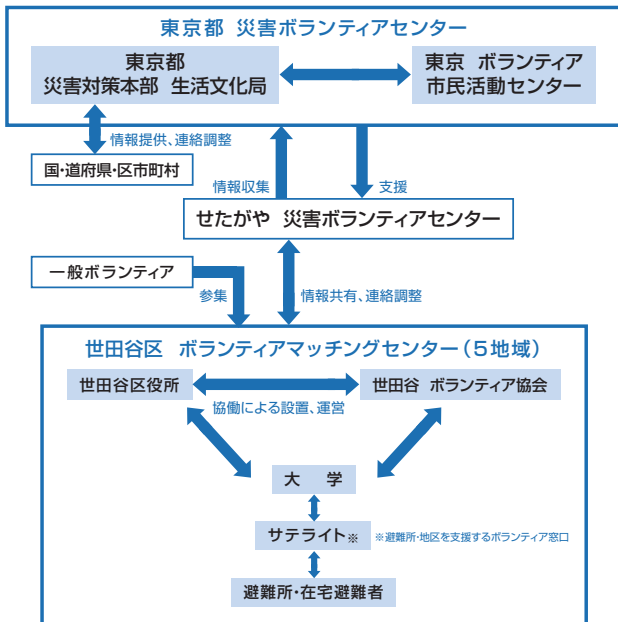 東京都 災害ボランティアセンター
東京都
災害対策本部 生活文化局
東京 ボランティア
市民活動センター
情報提供、連絡調整
国・道府県・区市町村
情報収集
支援
せたがや 災害ボランティアセンター
一般ボランティア
参集
情報共有、連絡調整
世田谷区 ボランティアマッチングセンター（5地域）
世田谷区役所
世田谷 ボランティア協会
協働による設置、運営
大 学
サテライト※
※避難所・地区を支援するボランティア窓口
避難所・在宅避難者